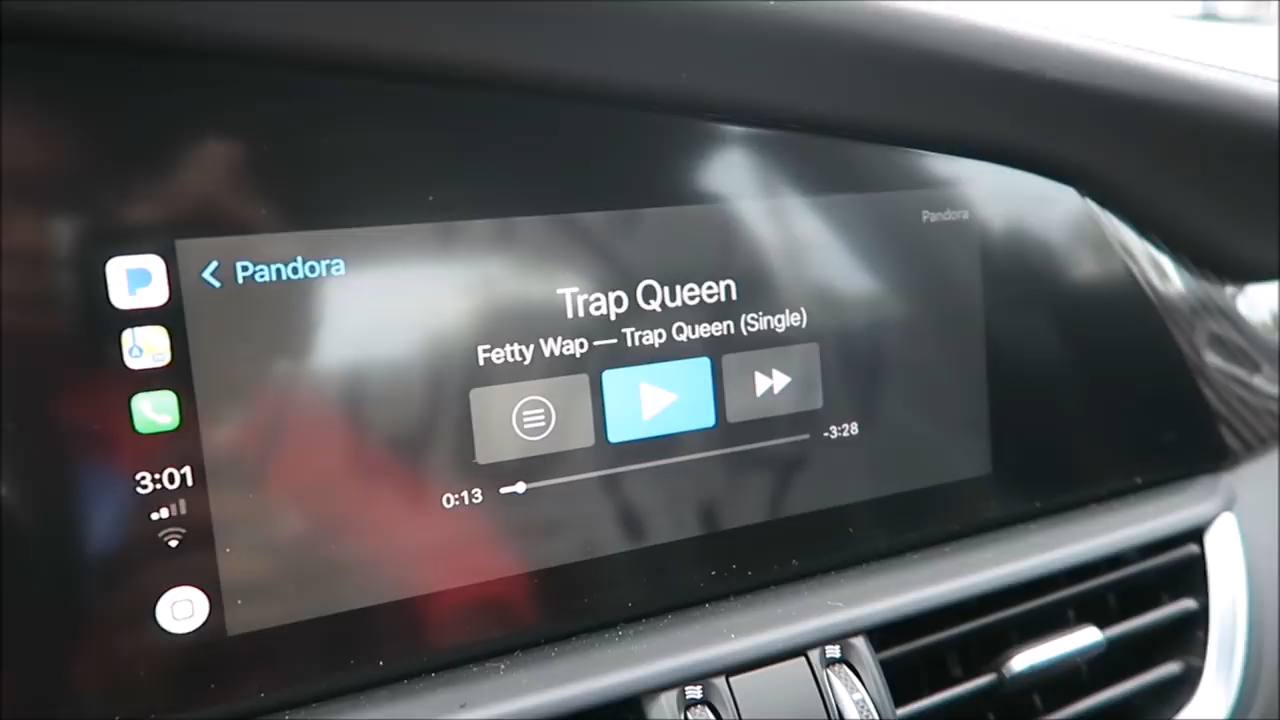 Pandora
Pandora
Trap Queen
Fetty Wap — Trap Queen (Single)
0:13
-3:28
3:01